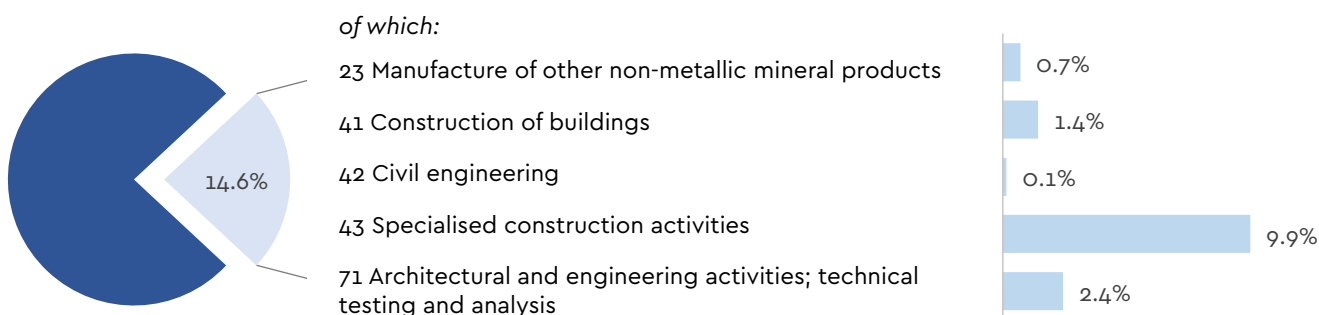 of which:
23 Manufacture of other non-metallic mineral products
0.7%
41 Construction of buildings
1.4%
14.6%
42 Civil engineering
0.1%
43 Specialised construction activities
9.9%
71 Architectural and engineering activities; technical
testing and analysis
2.4%